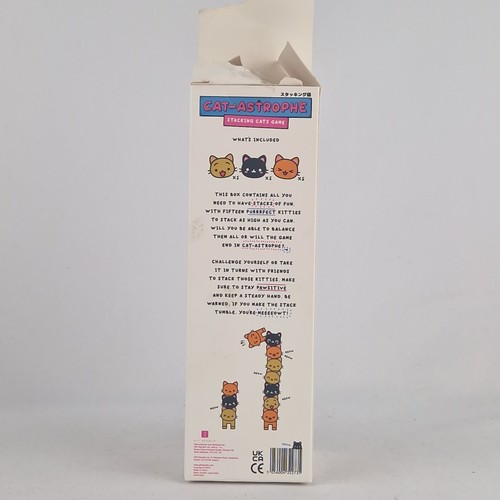 スタッキング猫
CAT-ASTROPHE
STACKING CATS GAME
WHAT'S INCLUDED
X5 X5 X5
THIS BOX CONTAINS ALL YOU
NEED TO HAVE STACKS OF FUN.
WITH FIFTEEN PURRRFECT KITTIES
TO STACK AS HIGH AS YOU CAN.
WILL YOU BE ABLE TO BALANCE
THEM ALL OR WILL THE GAME
END IN CAT-ASTROPHE?
CHALLENGE YOURSELF OR TAKE
IT IN TURNS WITH FRIENDS
TO STACK THOSE KITTIES, MAKE
SURE TO STAY PAWSITIVE
AND KEEP A STEADY HAND. BE
WARNED, IF YOU MAKE THE STACK
TUMBLE, YOU'RE MEEEEOWT!
UK
CA
CE